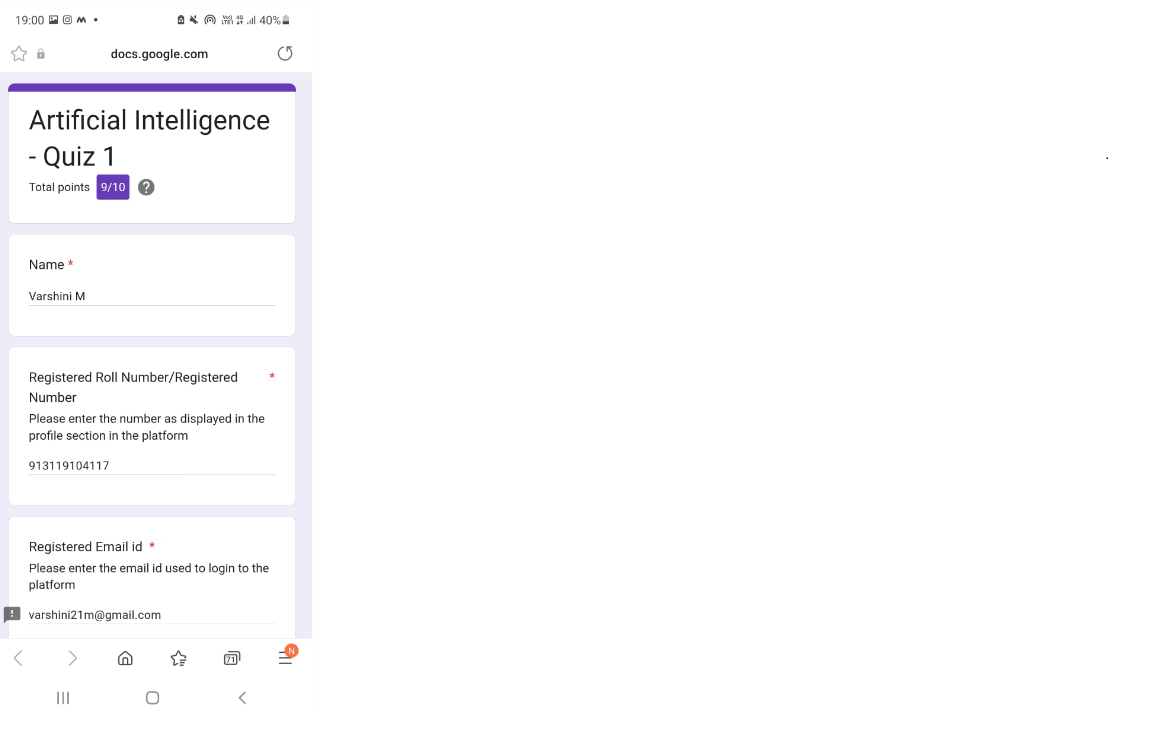 19:00 40%
docs.google.com
Artificial Intelligence
- Quiz 1
Total points 9/10
Name *
Varshini M
Registered Roll Number/Registered *
Number
Please enter the number as displayed in the
profile section in the platform
913119104117
Registered Email id *
Please enter the email id used to login to the
platform
varshini21m@gmail.com
71 N